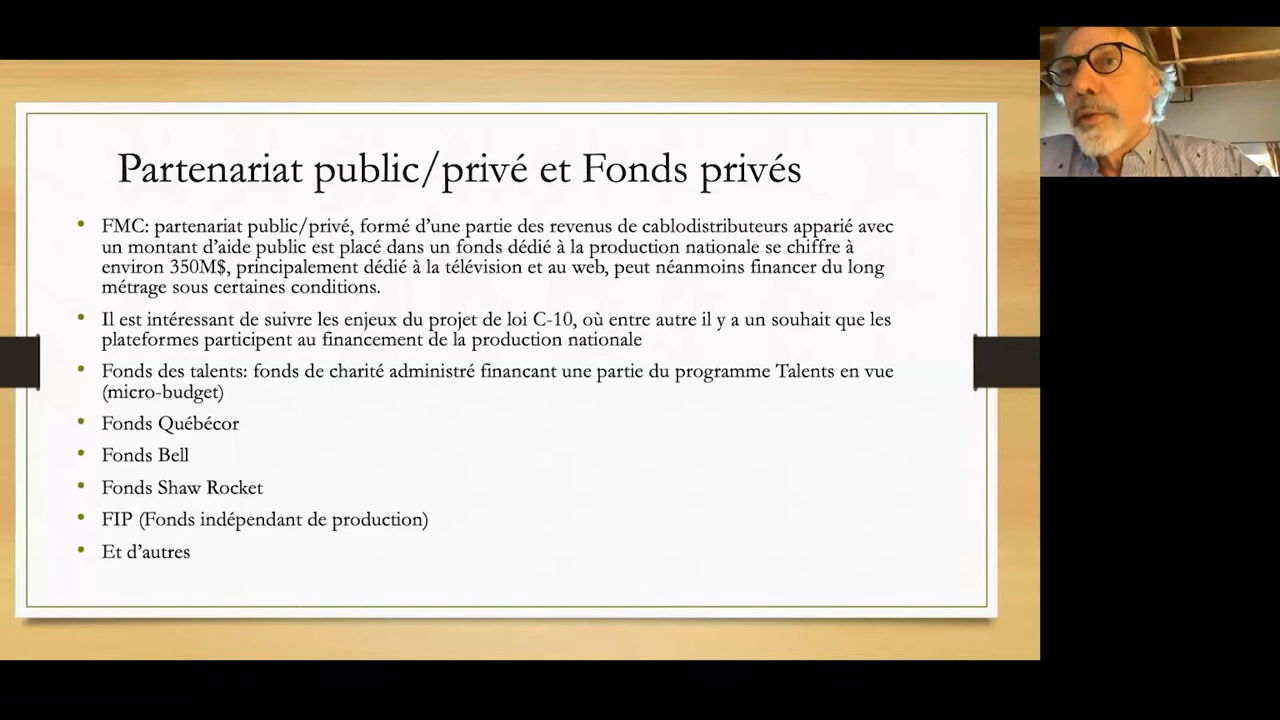 Partenariat public/privé et Fonds privés
• FMC: partenariat public/privé, formé d’une partie des revenus de cablodistributeurs apparié avec
un montant d’aide public est placé dans un fonds dédié à la production nationale se chiffre à
environ 350M$, principalement dédié à la télévision et au web, peut néanmoins financer du long
métrage sous certaines conditions.
• Il est intéressant de suivre les enjeux du projet de loi C-10, où entre autre il y a un souhait que les
plateformes participent au financement de la production nationale
• Fonds des talents: fonds de charité administré financant une partie du programme Talents en vue
(micro-budget)
• Fonds Québécor
• Fonds Bell
• Fonds Shaw Rocket
• FIP (Fonds indépendant de production)
• Et d’autres